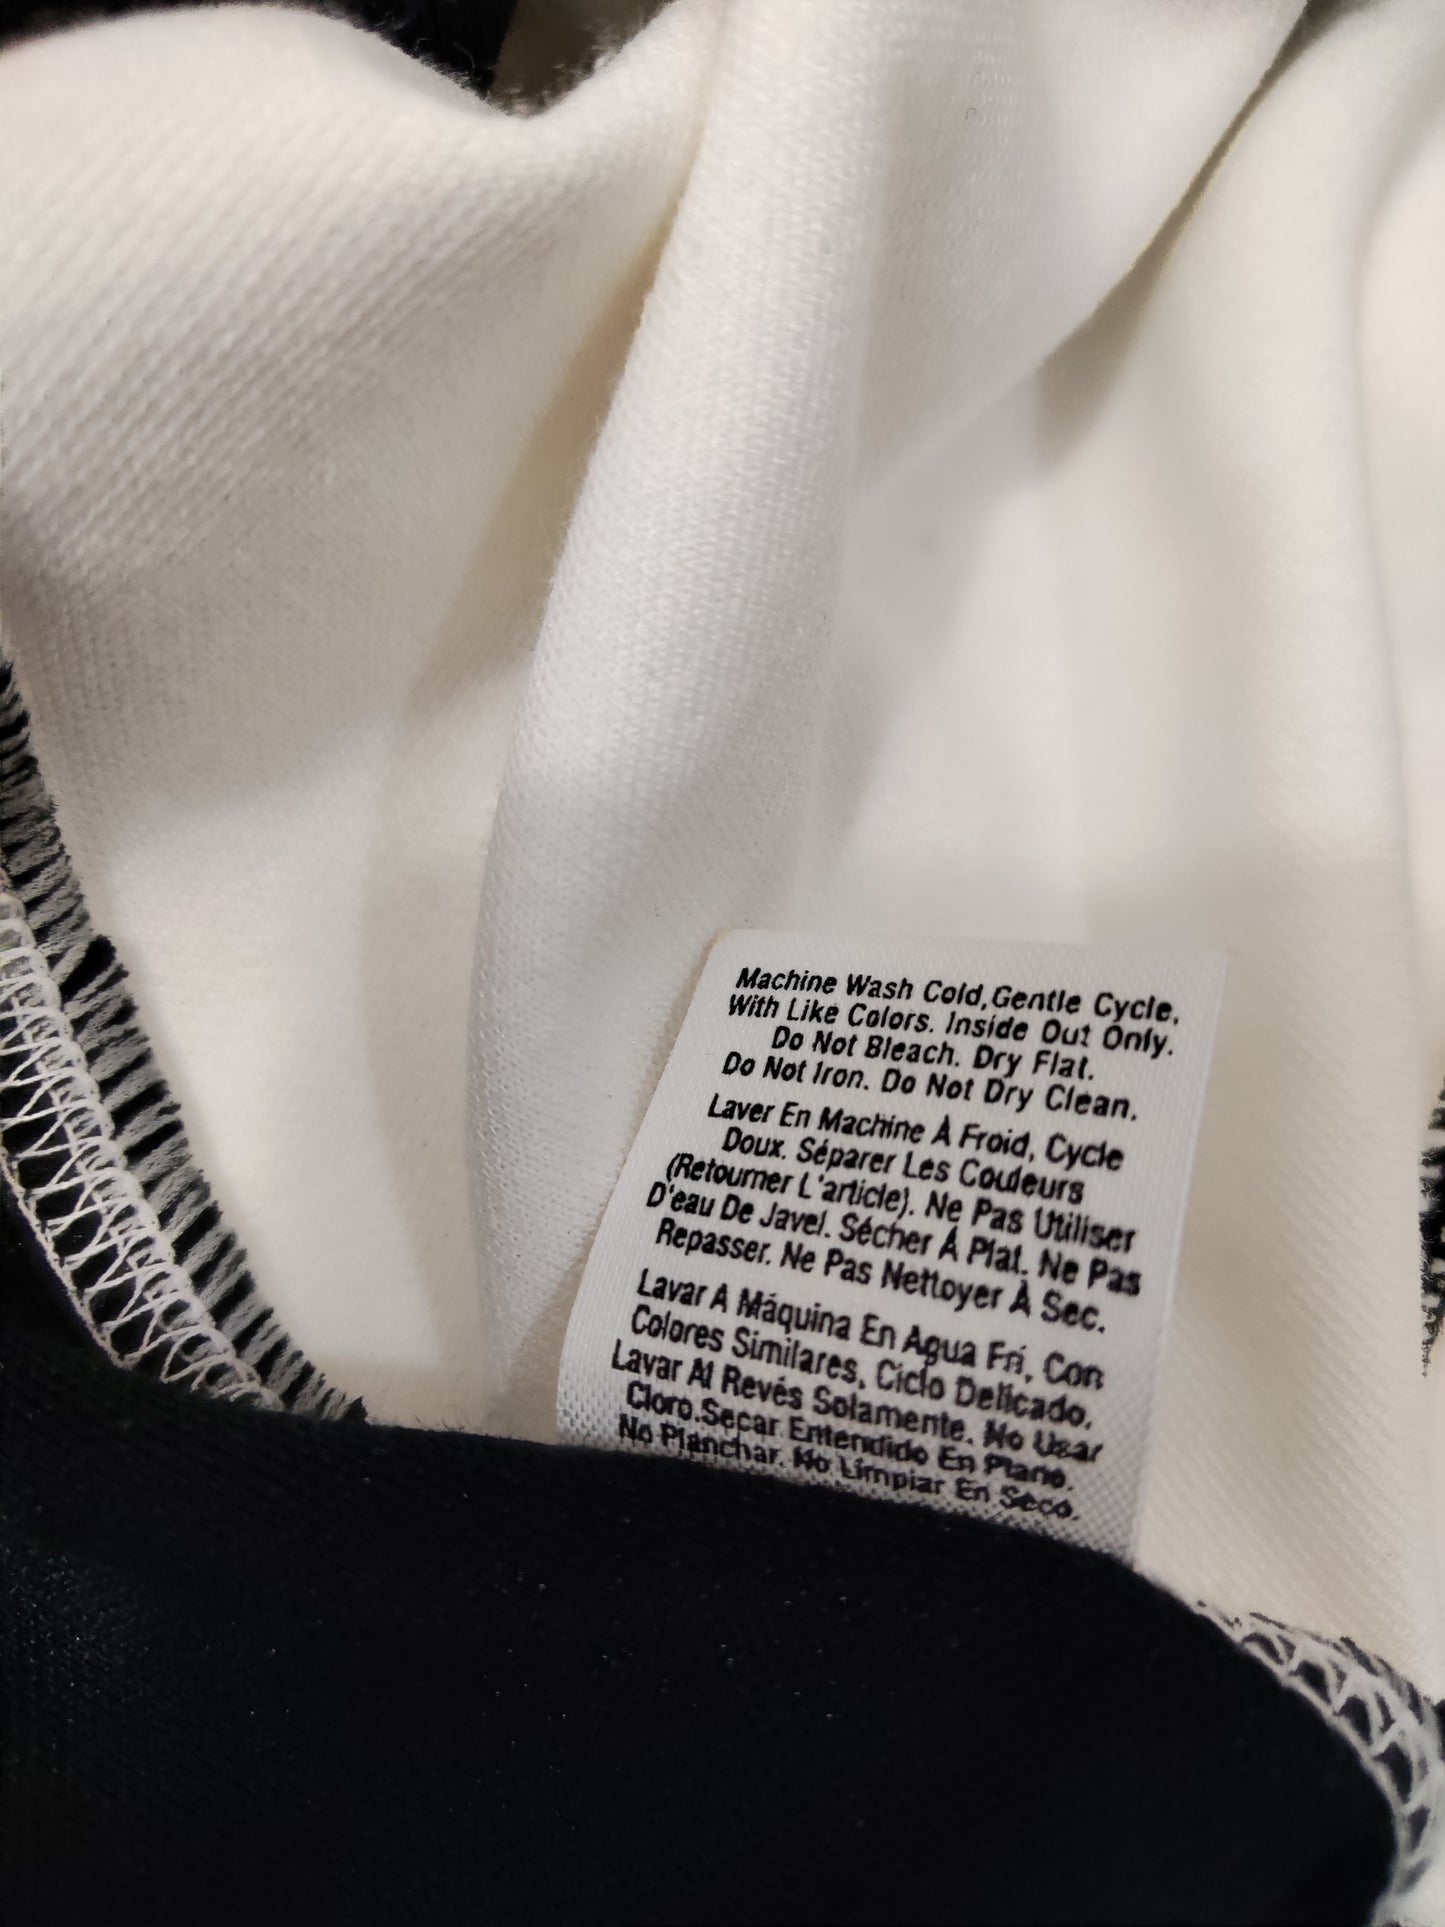 Machine Wash Cold,Gentle Cycle,
With Like Colors. Inside Out Only.
Do Not Bleach. Dry Flat.
Do Not Iron. Do Not Dry Clean.
Laver En Machine À Froid, Cycle
Doux. Séparer Les Couleurs
(Retourner L'article). Ne Pas Utiliser
D'eau De Javel. Sécher À Plat. Ne Pas
Repasser. Ne Pas Nettoyer À Sec.
Lavar A Máquina En Agua Fri, Con
Colores Similares, Ciclo Delicado,
Lavar Al Revés Solamente. No Usar
Cloro.Secar Entendido En Plano.
No Planchar. No Limpiar En Seco.